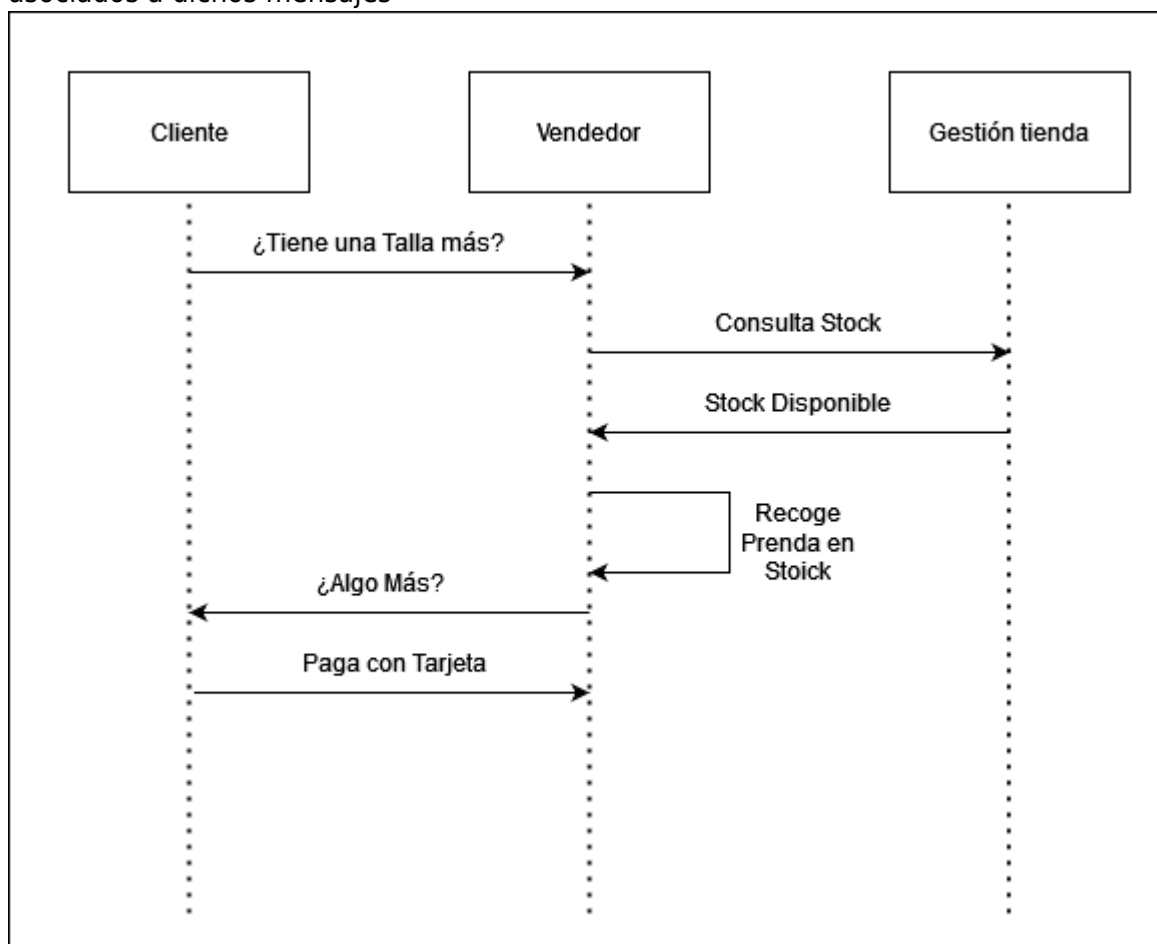 asociados a dichos mensajes
Cliente
Vendedor
Gestión tienda
¿Tiene una Talla más?
Consulta Stock
Stock Disponible
Recoge
Prenda en
Stoick
¿Algo Más?
Paga con Tarjeta